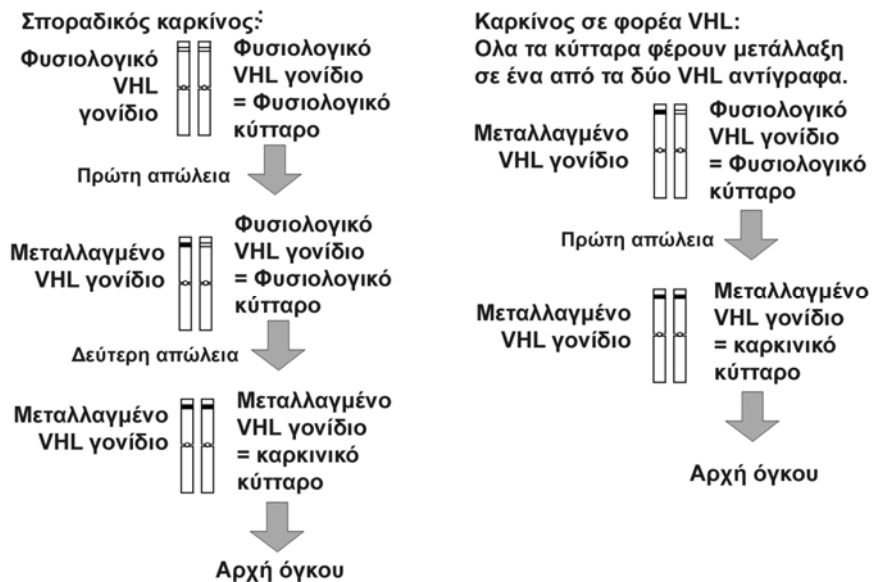 Σποραδικός καρκίνος:
Φυσιολογικό
VHL
γονίδιο
Φυσιολογικό
VHL γονίδιο
= Φυσιολογικό
κύτταρο
Πρώτη απώλεια
Μεταλλαγμένο
VHL γονίδιο
Φυσιολογικό
VHL γονίδιο
= Φυσιολογικό
κύτταρο
Δεύτερη απώλεια
Μεταλλαγμένο
VHL γονίδιο
Μεταλλαγμένο
VHL γονίδιο
= καρκινικό
κύτταρο
Αρχή όγκου
Καρκίνος σε φορέα VHL:
Ολα τα κύτταρα φέρουν μετάλλαξη
σε ένα από τα δύο VHL αντίγραφα.
Μεταλλαγμένο
VHL γονίδιο
Φυσιολογικό
VHL γονίδιο
= Φυσιολογικό
κύτταρο
Πρώτη απώλεια
Μεταλλαγμένο
VHL γονίδιο
Μεταλλαγμένο
VHL γονίδιο
= καρκινικό
κύτταρο
Αρχή όγκου